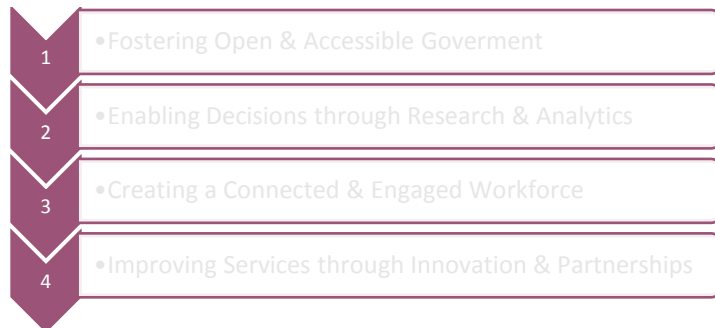 1
•Fostering Open & Accessible Goverment
2
•Enabling Decisions through Research & Analytics
3
•Creating a Connected & Engaged Workforce
4
•Improving Services through Innovation & Partnerships